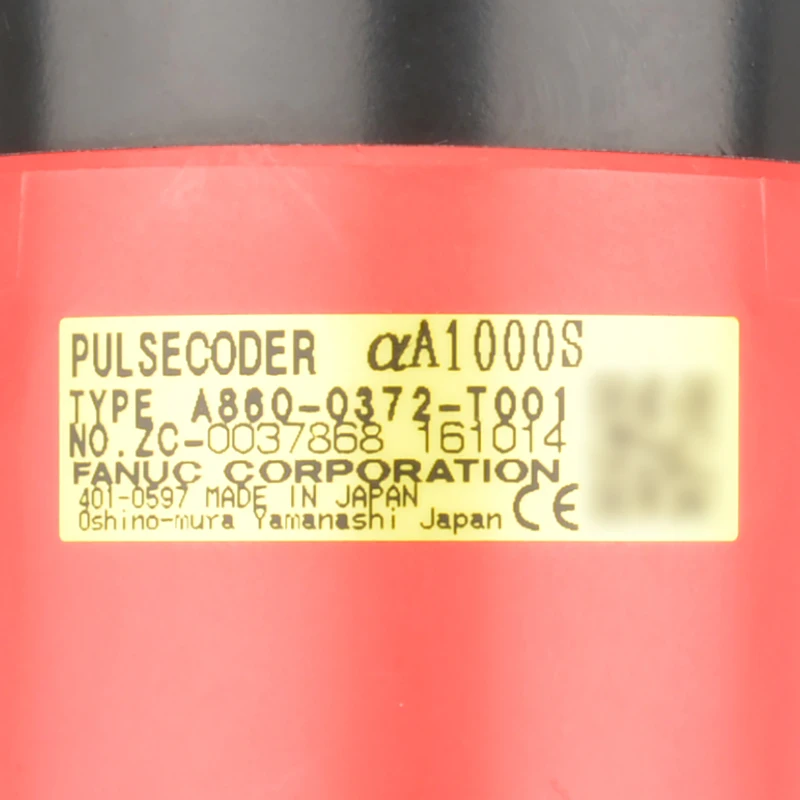 PULSECODER αA1000S
TYPE A860-0372-T001
NO.ZC-0037868 161014
FANUC CORPORATION
401-0597 MADE IN JAPAN
Oshino-mura Yamanashi Japan CE